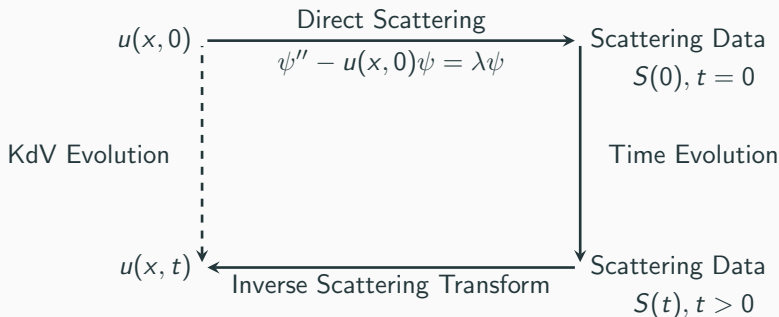 Direct Scattering
u(x, 0)
Scattering Data
ψ′′ − u(x, 0)ψ = λψ
S(0), t = 0
KdV Evolution
Time Evolution
u(x, t)
Scattering Data
Inverse Scattering Transform
S(t), t > 0